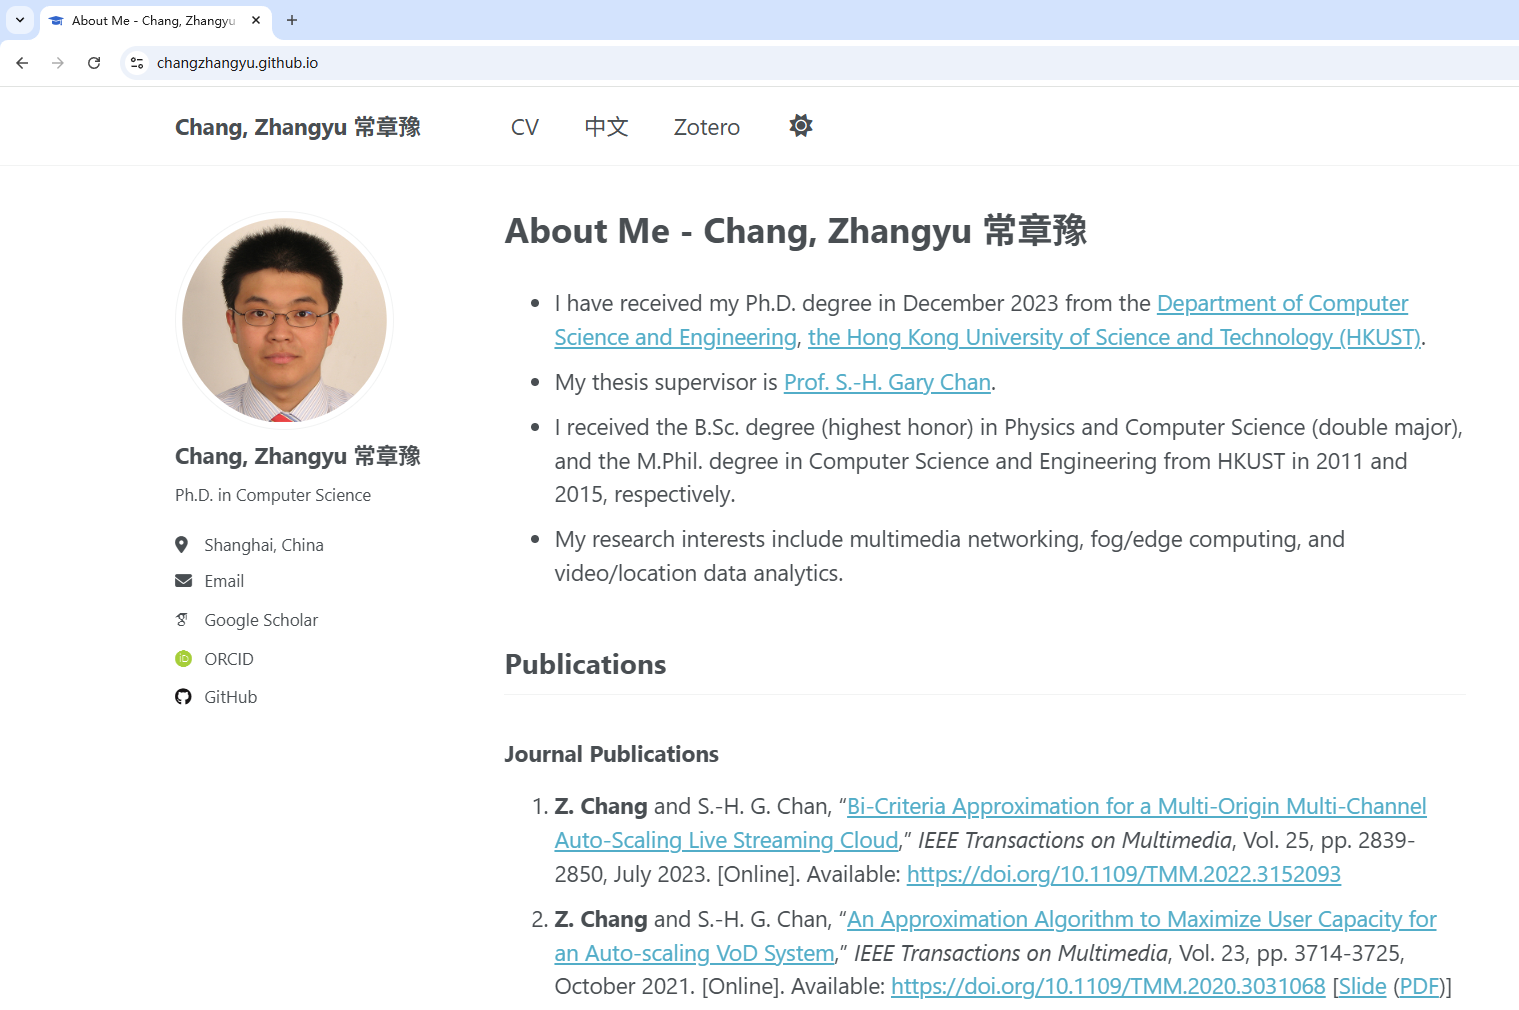 About Me - Chang, Zhangyu
changzhangyu.github.io
Chang, Zhangyu 常章豫
CV
中文
Zotero
Chang, Zhangyu 常章豫
Ph.D. in Computer Science
Shanghai, China
Email
Google Scholar
ORCID
GitHub
About Me - Chang, Zhangyu 常章豫
• I have received my Ph.D. degree in December 2023 from the Department of Computer
Science and Engineering, the Hong Kong University of Science and Technology (HKUST).
• My thesis supervisor is Prof. S.-H. Gary Chan.
• I received the B.Sc. degree (highest honor) in Physics and Computer Science (double major),
and the M.Phil. degree in Computer Science and Engineering from HKUST in 2011 and
2015, respectively.
• My research interests include multimedia networking, fog/edge computing, and
video/location data analytics.
Publications
Journal Publications
1. Z. Chang and S.-H. G. Chan, “Bi-Criteria Approximation for a Multi-Origin Multi-Channel
Auto-Scaling Live Streaming Cloud,” IEEE Transactions on Multimedia, Vol. 25, pp. 2839-
2850, July 2023. [Online]. Available: https://doi.org/10.1109/TMM.2022.3152093
2. Z. Chang and S.-H. G. Chan, “An Approximation Algorithm to Maximize User Capacity for
an Auto-scaling VoD System,” IEEE Transactions on Multimedia, Vol. 23, pp. 3714-3725,
October 2021. [Online]. Available: https://doi.org/10.1109/TMM.2020.3031068 [Slide (PDF)]